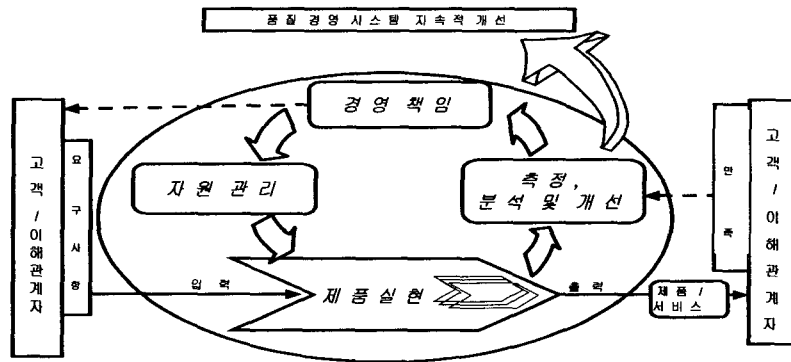 품질 경영 시스템 지속적 개선
경영 책임
고객 / 이해관계자
요구사항
자원 관리
측정,
분석 및 개선
만족
고객 / 이해관계자
입력
제품실현
출력
제품 /
서비스